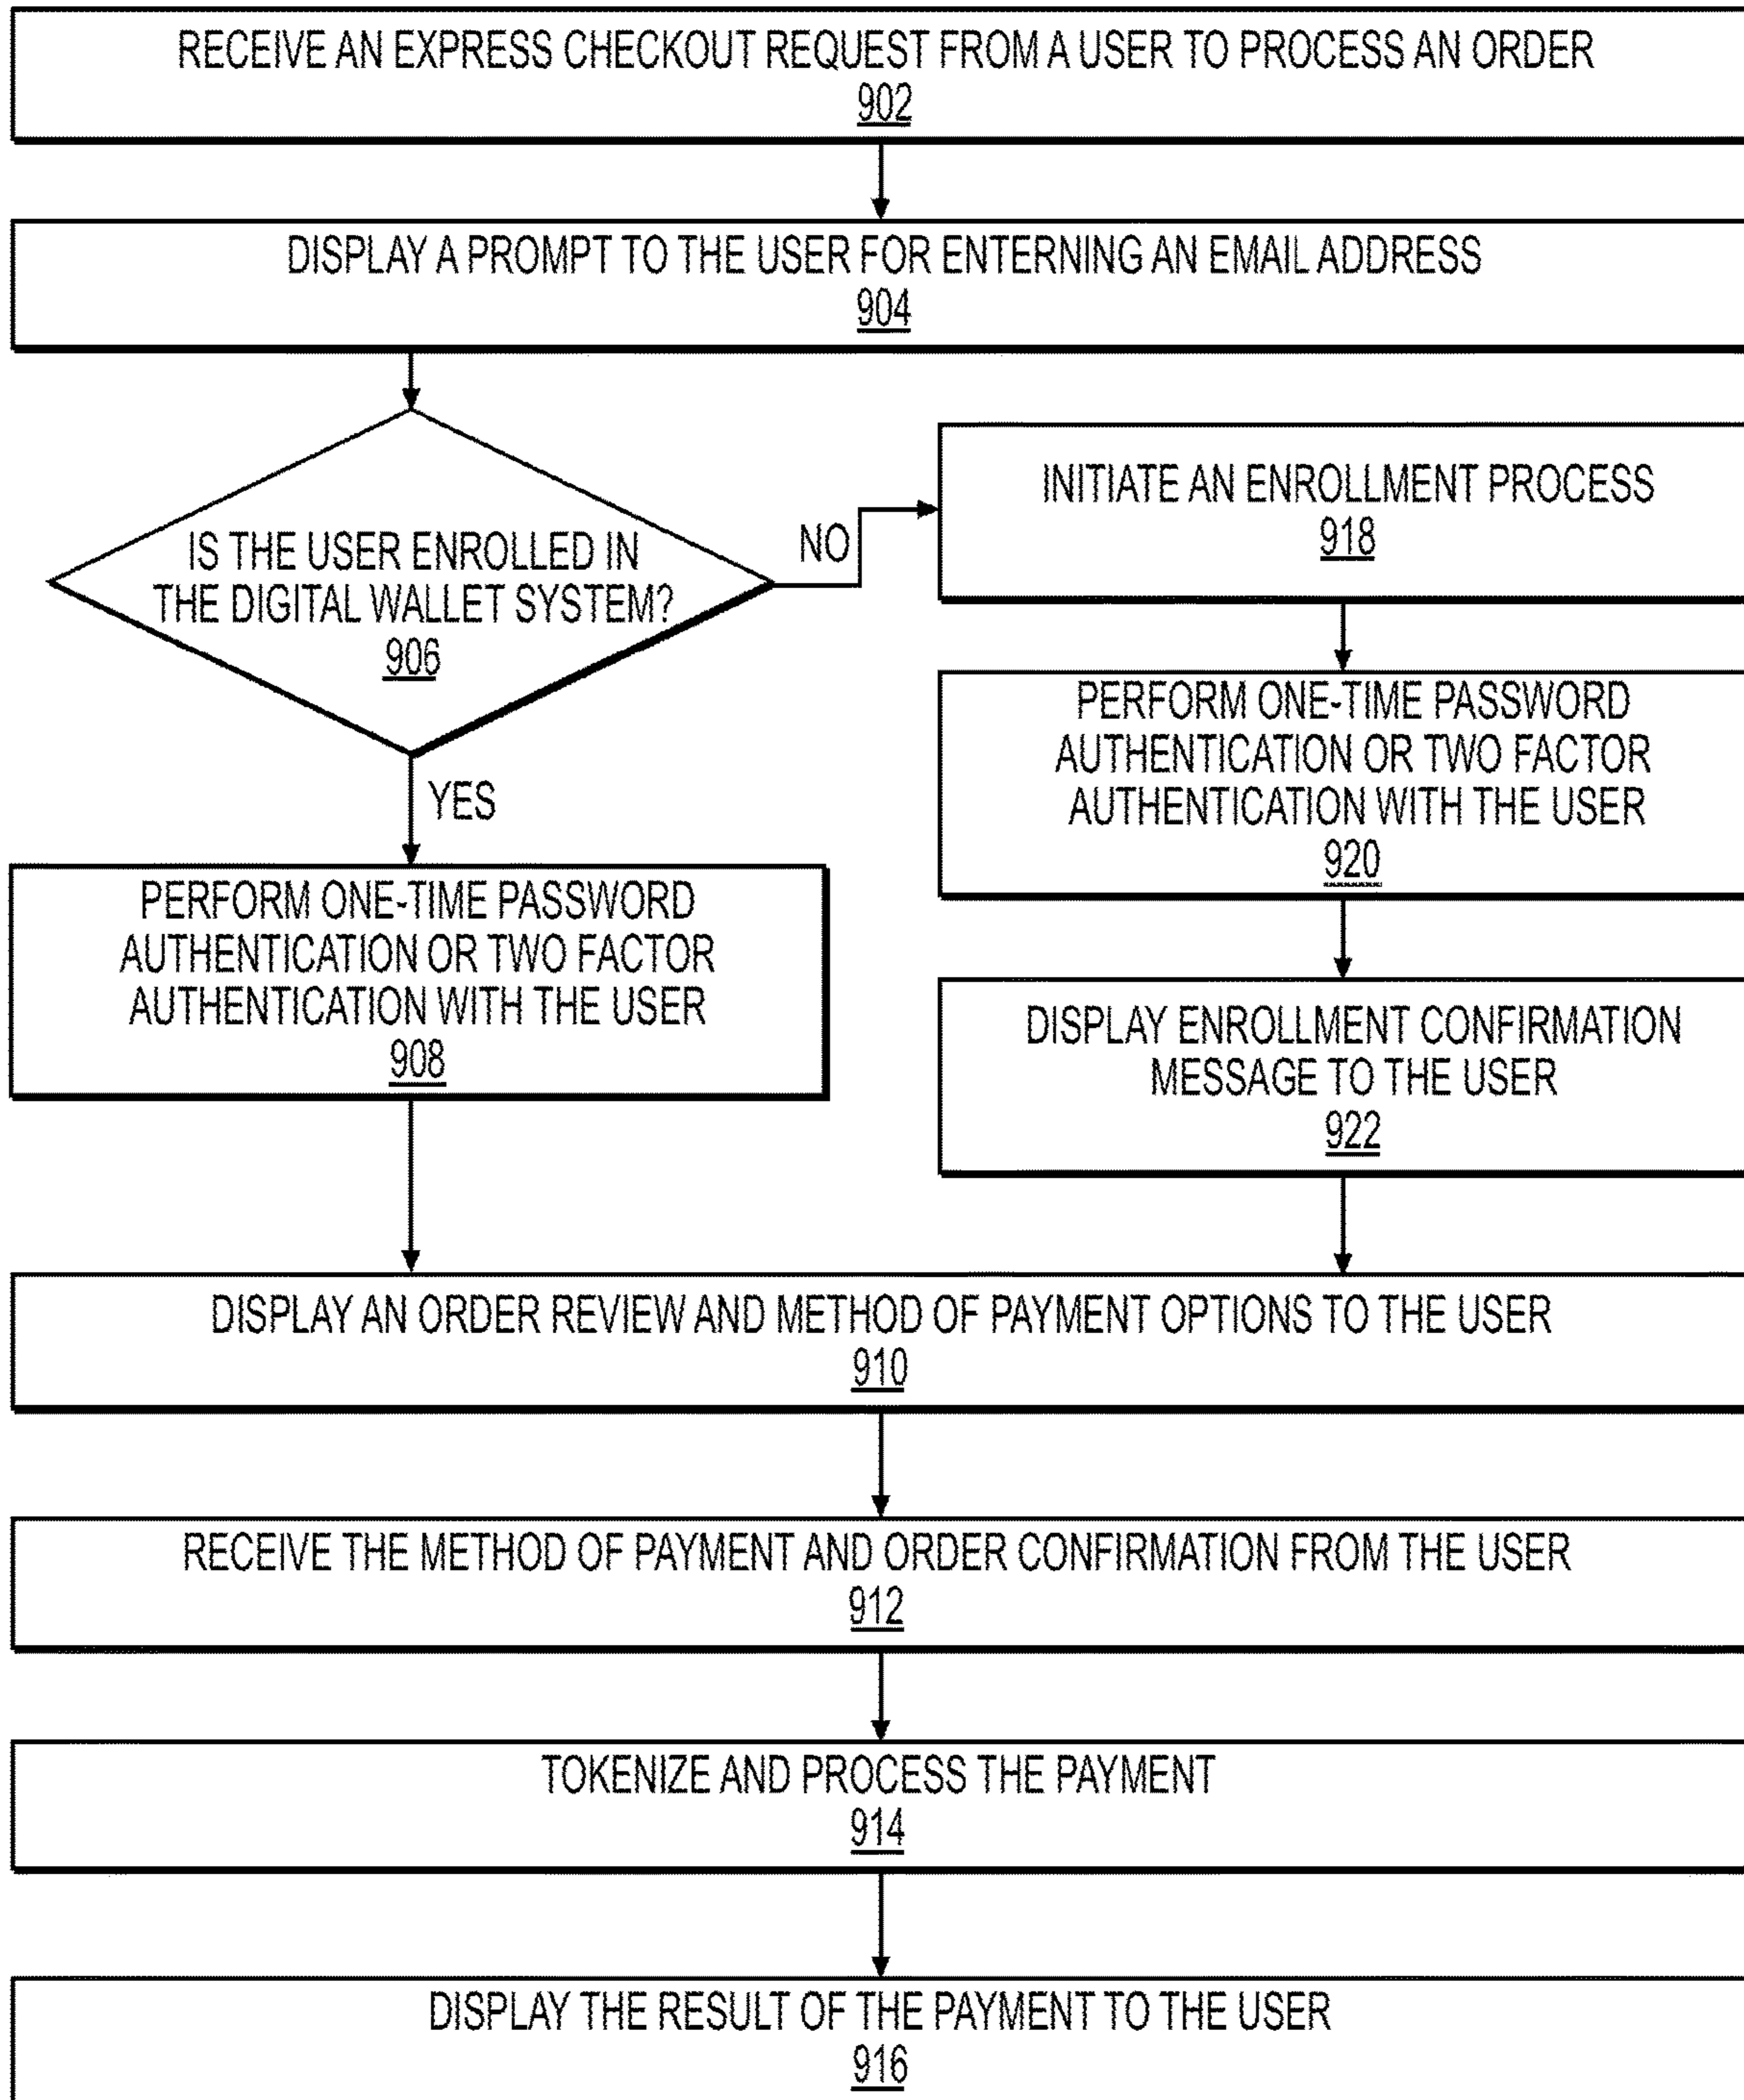 RECEIVE AN EXPRESS CHECKOUT REQUEST FROM A USER TO PROCESS AN ORDER
902
DISPLAY A PROMPT TO THE USER FOR ENTERNING AN EMAIL ADDRESS
904
IS THE USER ENROLLED IN
THE DIGITAL WALLET SYSTEM?
906
NO
YES
INITIATE AN ENROLLMENT PROCESS
918
PERFORM ONE-TIME PASSWORD
AUTHENTICATION OR TWO FACTOR
AUTHENTICATION WITH THE USER
920
PERFORM ONE-TIME PASSWORD
AUTHENTICATION OR TWO FACTOR
AUTHENTICATION WITH THE USER
908
DISPLAY ENROLLMENT CONFIRMATION
MESSAGE TO THE USER
922
DISPLAY AN ORDER REVIEW AND METHOD OF PAYMENT OPTIONS TO THE USER
910
RECEIVE THE METHOD OF PAYMENT AND ORDER CONFIRMATION FROM THE USER
912
TOKENIZE AND PROCESS THE PAYMENT
914
DISPLAY THE RESULT OF THE PAYMENT TO THE USER
916